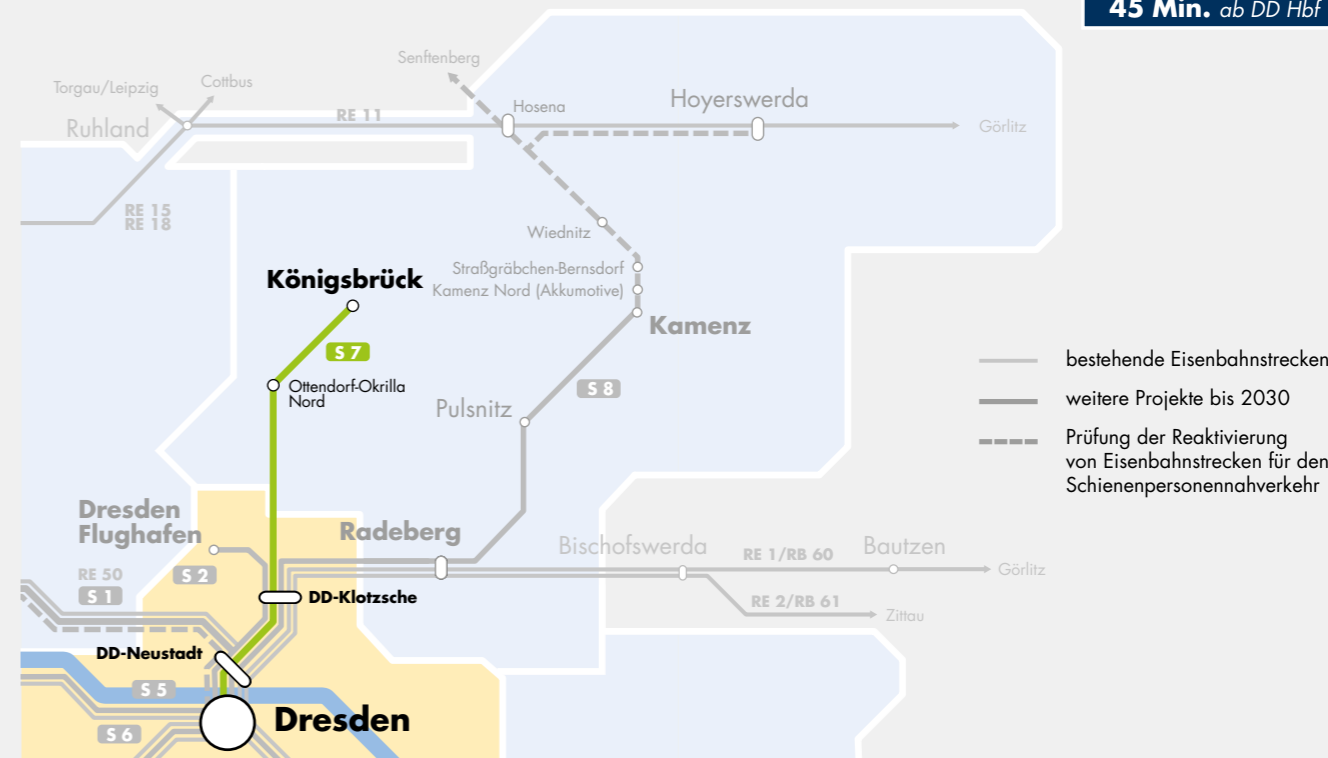 45 Min. ab DD Hbf
Senftenberg
Torgau/Leipzig
Cottbus
Ruhland
RE 11
Hosena
Hoyerswerda
Görlitz
RE 15
RE 18
Wiednitz
Straßgräbchen-Bernsdorf
Kamenz Nord (Akkumotive)
Königsbrück
Kamenz
S 7
Ottendorf-Okrilla
Nord
S 8
Pulsnitz
bestehende Eisenbahnstrecken
weitere Projekte bis 2030
Prüfung der Reaktivierung
von Eisenbahnstrecken für den
Schienenpersonennahverkehr
Dresden
Flughafen
Radeberg
Bischofswerda
RE 1/RB 60
Bautzen
Görlitz
RE 50
S 2
S 1
DD-Klotzsche
RE 2/RB 61
Zittau
DD-Neustadt
S 5
Dresden
S 6